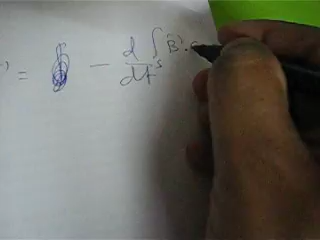 ) = - d/dt ∫s B⃗.